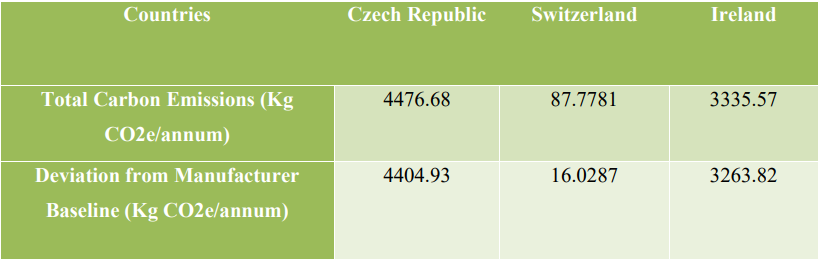 Countries Czech Republic Switzerland Ireland
Total Carbon Emissions (Kg 4476.68 87.7781 3335.57
CO2e/annum)
Deviation from Manufacturer 4404.93 16.0287 3263.82
Baseline (Kg CO2e/annum)